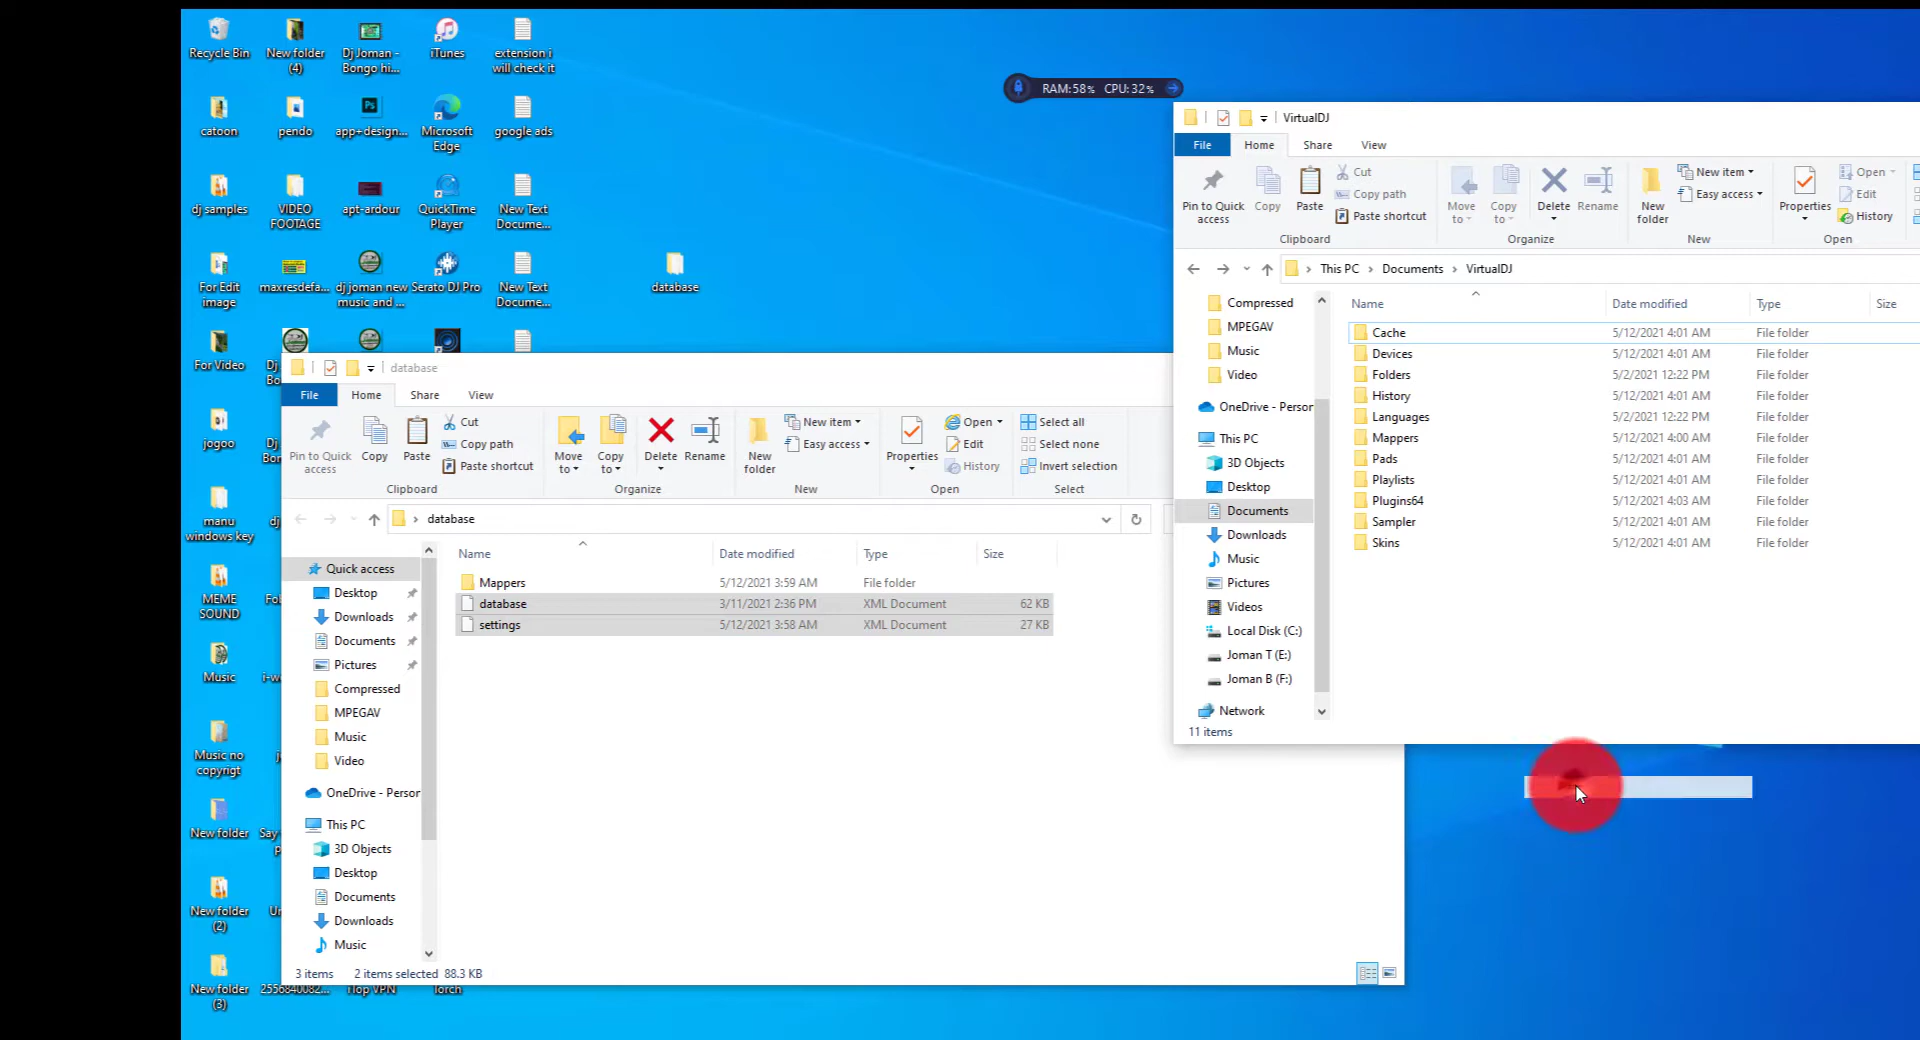 Recycle Bin
New folder
(4)
Dj Joman -
Bongo hi...
iTunes
extension i
will check it
catoon
pendo
app+design...
Microsoft
Edge
google ads
dj samples
VIDEO
FOOTAGE
apt-ardour
QuickTime
Player
New Text
Docume...
For Edit
image
maxresdefa...
dj joman new
music and ...
Serato DJ Pro
New Text
Docume...
database
For Video
jogoo
manu
windows key
MEME
SOUND
Music
Music no
copyrigt
New folder
New folder
(2)
New folder
(3)
2556840082...
iTop VPN
Torch
RAM:58% CPU:32%
database
File
Home
Share
View
Pin to Quick
access
Copy
Paste
Cut
Copy path
Paste shortcut
Clipboard
Move
to
Copy
to
Delete
Rename
Organize
New
folder
New item
Easy access
New
Properties
Open
Edit
History
Open
Select all
Select none
Invert selection
Select
database
Name
Date modified
Type
Size
Mappers 5/12/2021 3:59 AM File folder
database 3/11/2021 2:36 PM XML Document 62 KB
settings 5/12/2021 3:58 AM XML Document 27 KB
Quick access
Desktop
Downloads
Documents
Pictures
Compressed
MPEGAV
Music
Video
OneDrive - Person
This PC
3D Objects
Desktop
Documents
Downloads
Music
3 items 2 items selected 88.3 KB
VirtualDJ
File
Home
Share
View
Pin to Quick
access
Copy
Paste
Cut
Copy path
Paste shortcut
Clipboard
Move
to
Copy
to
Delete
Rename
Organize
New
folder
New item
Easy access
New
Properties
Open
Edit
History
Open
This PC > Documents > VirtualDJ
Name
Date modified
Type
Size
Cache 5/12/2021 4:01 AM File folder
Devices 5/12/2021 4:01 AM File folder
Folders 5/2/2021 12:22 PM File folder
History 5/12/2021 4:01 AM File folder
Languages 5/2/2021 12:22 PM File folder
Mappers 5/12/2021 4:00 AM File folder
Pads 5/12/2021 4:01 AM File folder
Playlists 5/12/2021 4:01 AM File folder
Plugins64 5/12/2021 4:03 AM File folder
Sampler 5/12/2021 4:01 AM File folder
Skins 5/12/2021 4:01 AM File folder
Compressed
MPEGAV
Music
Video
OneDrive - Person
This PC
3D Objects
Desktop
Documents
Downloads
Music
Pictures
Videos
Local Disk (C:)
Joman T (E:)
Joman B (F:)
Network
11 items